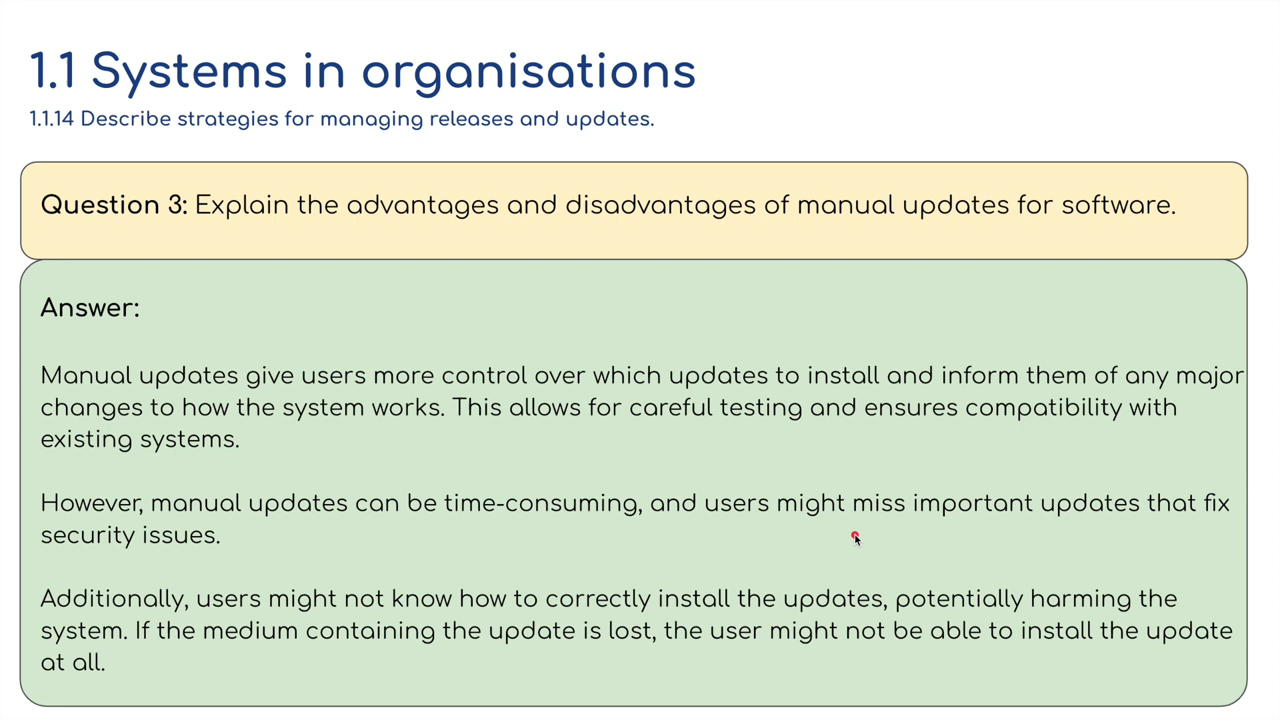 1.1 Systems in organisations
1.1.14 Describe strategies for managing releases and updates.
Question 3: Explain the advantages and disadvantages of manual updates for software.
Answer:
Manual updates give users more control over which updates to install and inform them of any major
changes to how the system works. This allows for careful testing and ensures compatibility with
existing systems.
However, manual updates can be time-consuming, and users might miss important updates that fix
security issues.
Additionally, users might not know how to correctly install the updates, potentially harming the
system. If the medium containing the update is lost, the user might not be able to install the update
at all.